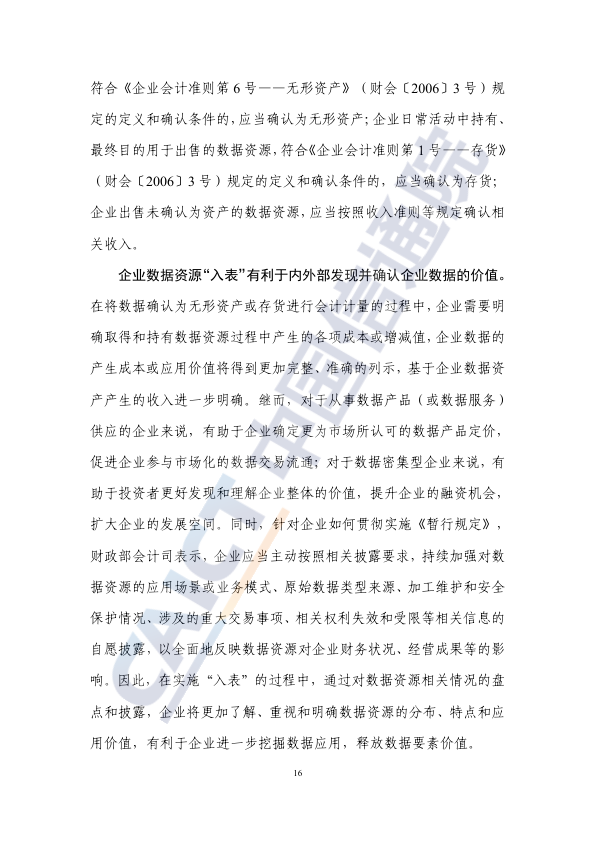 符合《企业会计准则第 6 号——无形资产》（财会〔2006〕3 号）规
定的定义和确认条件的，应当确认为无形资产；企业日常活动中持有、
最终目的用于出售的数据资源，符合《企业会计准则第 1 号——存货》
（财会〔2006〕3 号）规定的定义和确认条件的，应当确认为存货；
企业出售未确认为资产的数据资源，应当按照收入准则等规定确认相
关收入。
企业数据资源“入表”有利于内外部发现并确认企业数据的价值。
在将数据确认为无形资产或存货进行会计计量的过程中，企业需要明
确取得和持有数据资源过程中产生的各项成本或增减值，企业数据的
产生成本或应用价值将得到更加完整、准确的列示，基于企业数据资
产产生的收入进一步明确。继而，对于从事数据产品（或数据服务）
供应的企业来说，有助于企业确定更为市场所认可的数据产品定价，
促进企业参与市场化的数据交易流通；对于数据密集型企业来说，有
助于投资者更好发现和理解企业整体的价值，提升企业的融资机会，
扩大企业的发展空间。同时，针对企业如何贯彻实施《暂行规定》，
财政部会计司表示，企业应当主动按照相关披露要求，持续加强对数
据资源的应用场景或业务模式、原始数据类型来源、加工维护和安全
保护情况、涉及的重大交易事项、相关权利失效和受限等相关信息的
自愿披露，以全面地反映数据资源对企业财务状况、经营成果等的影
响。因此，在实施“入表”的过程中，通过对数据资源相关情况的盘
点和披露，企业将更加了解、重视和明确数据资源的分布、特点和应
用价值，有利于企业进一步挖掘数据应用，释放数据要素价值。
16
CAICT 中国信通院